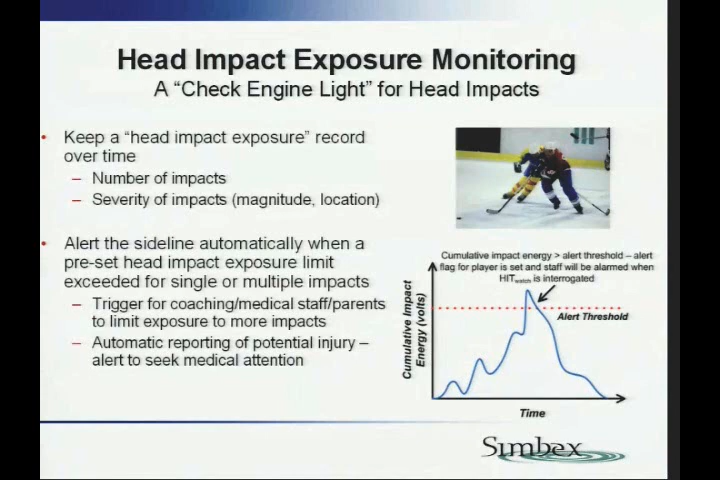 Head Impact Exposure Monitoring
A “Check Engine Light” for Head Impacts
• Keep a “head impact exposure” record
over time
– Number of impacts
– Severity of impacts (magnitude, location)
• Alert the sideline automatically when a
pre-set head impact exposure limit
exceeded for single or multiple impacts
– Trigger for coaching/medical staff/parents
to limit exposure to more impacts
– Automatic reporting of potential injury –
alert to seek medical attention
Cumulative impact energy > alert threshold – alert
flag for player is set and staff will be alarmed when
HITwatch is interrogated
Cumulative Impact
Energy (volts)
Alert Threshold
Time
Simbex